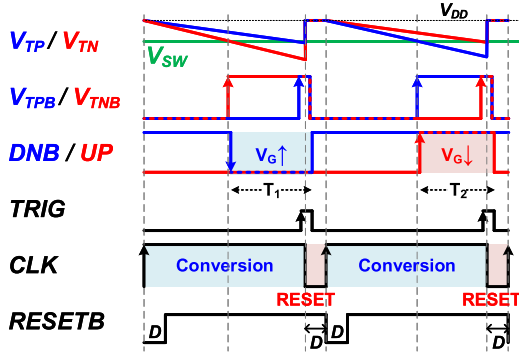 V_DD
V_TP / V_TN
V_SW
V_TPB / V_TNB
DNB / UP
V_G↑
V_G↓
T_1
T_2
TRIG
CLK
Conversion
Conversion
RESET
RESET
RESETB
D
D
D
D